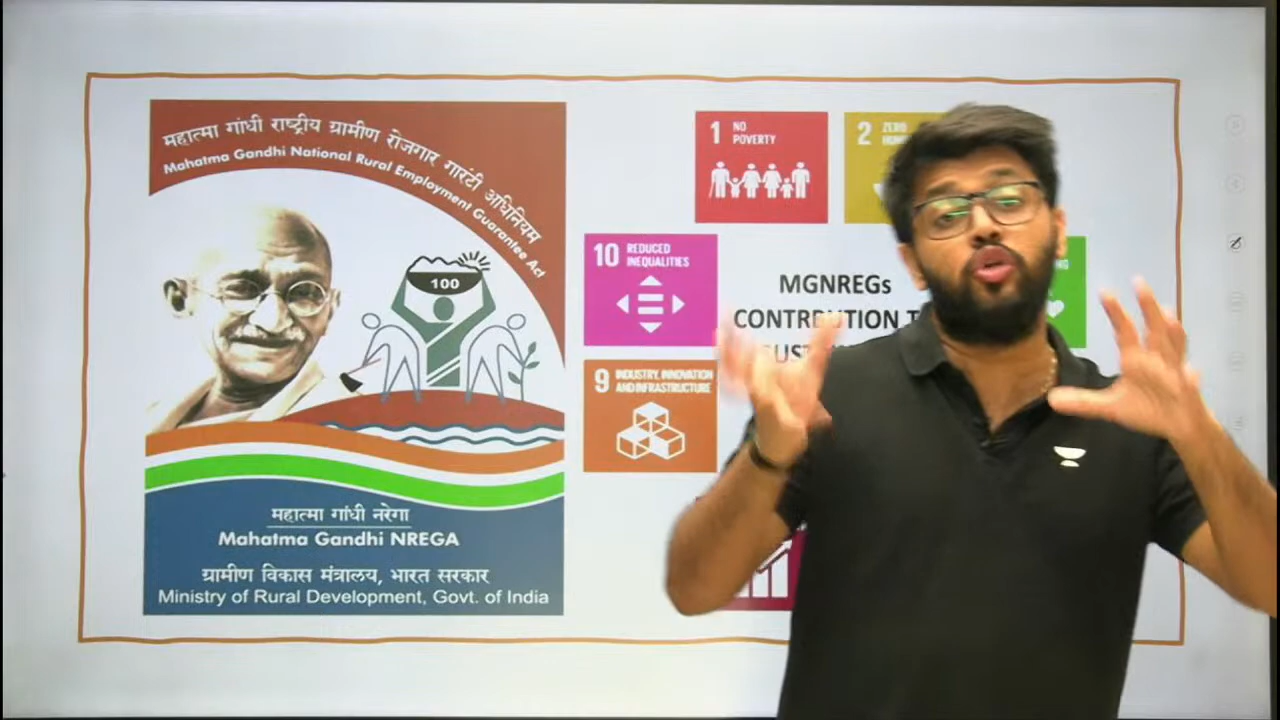 महात्मा गांधी राष्ट्रीय ग्रामीण रोजगार गारंटी अधिनियम
Mahatma Gandhi National Rural Employment Guarantee Act
100
महात्मा गांधी नरेगा
Mahatma Gandhi NREGA
ग्रामीण विकास मंत्रालय, भारत सरकार
Ministry of Rural Development, Govt. of India
1 NO
POVERTY
2 ZERO
10 REDUCED
INEQUALITIES
MGNREGs
CONTRBUTION
9 INDUSTRY, INNOVATION
AND INFRASTRUCTURE